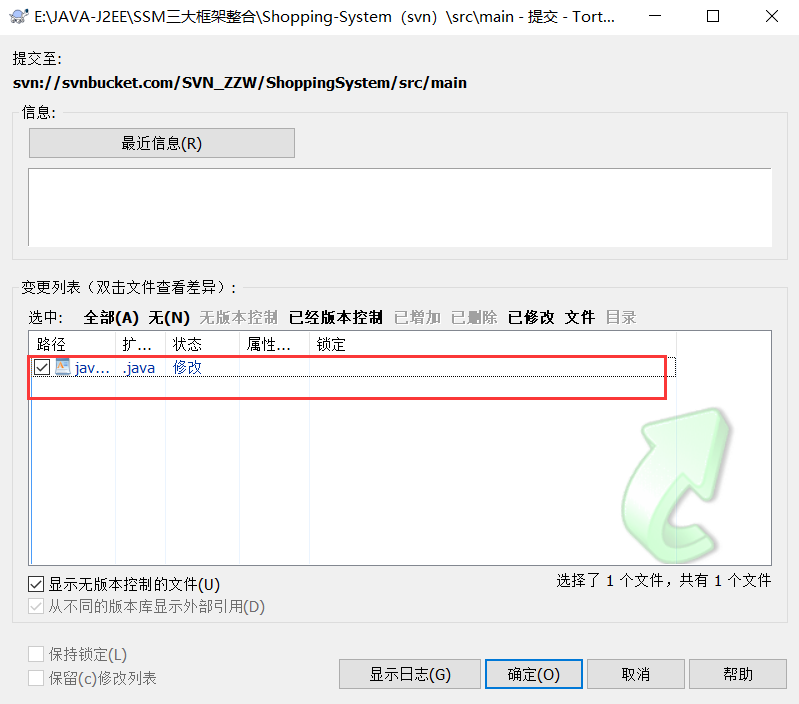 E:\JAVA-J2EE\SSM三大框架整合\Shopping-System（svn）\src\main - 提交 - Tort...
提交至:
svn://svnbucket.com/SVN_ZZW/ShoppingSystem/src/main
信息:
最近信息(R)
变更列表（双击文件查看差异）:
选中: 全部(A) 无(N) 无版本控制 已经版本控制 已增加 已删除 已修改 文件 目录
路径 扩... 状态 属性... 锁定
jav... .java 修改
显示无版本控制的文件(U)
选择了 1 个文件，共有 1 个文件
从不同的版本库显示外部引用(D)
保持锁定(L)
保留(c)修改列表
显示日志(G) 确定(O) 取消 帮助